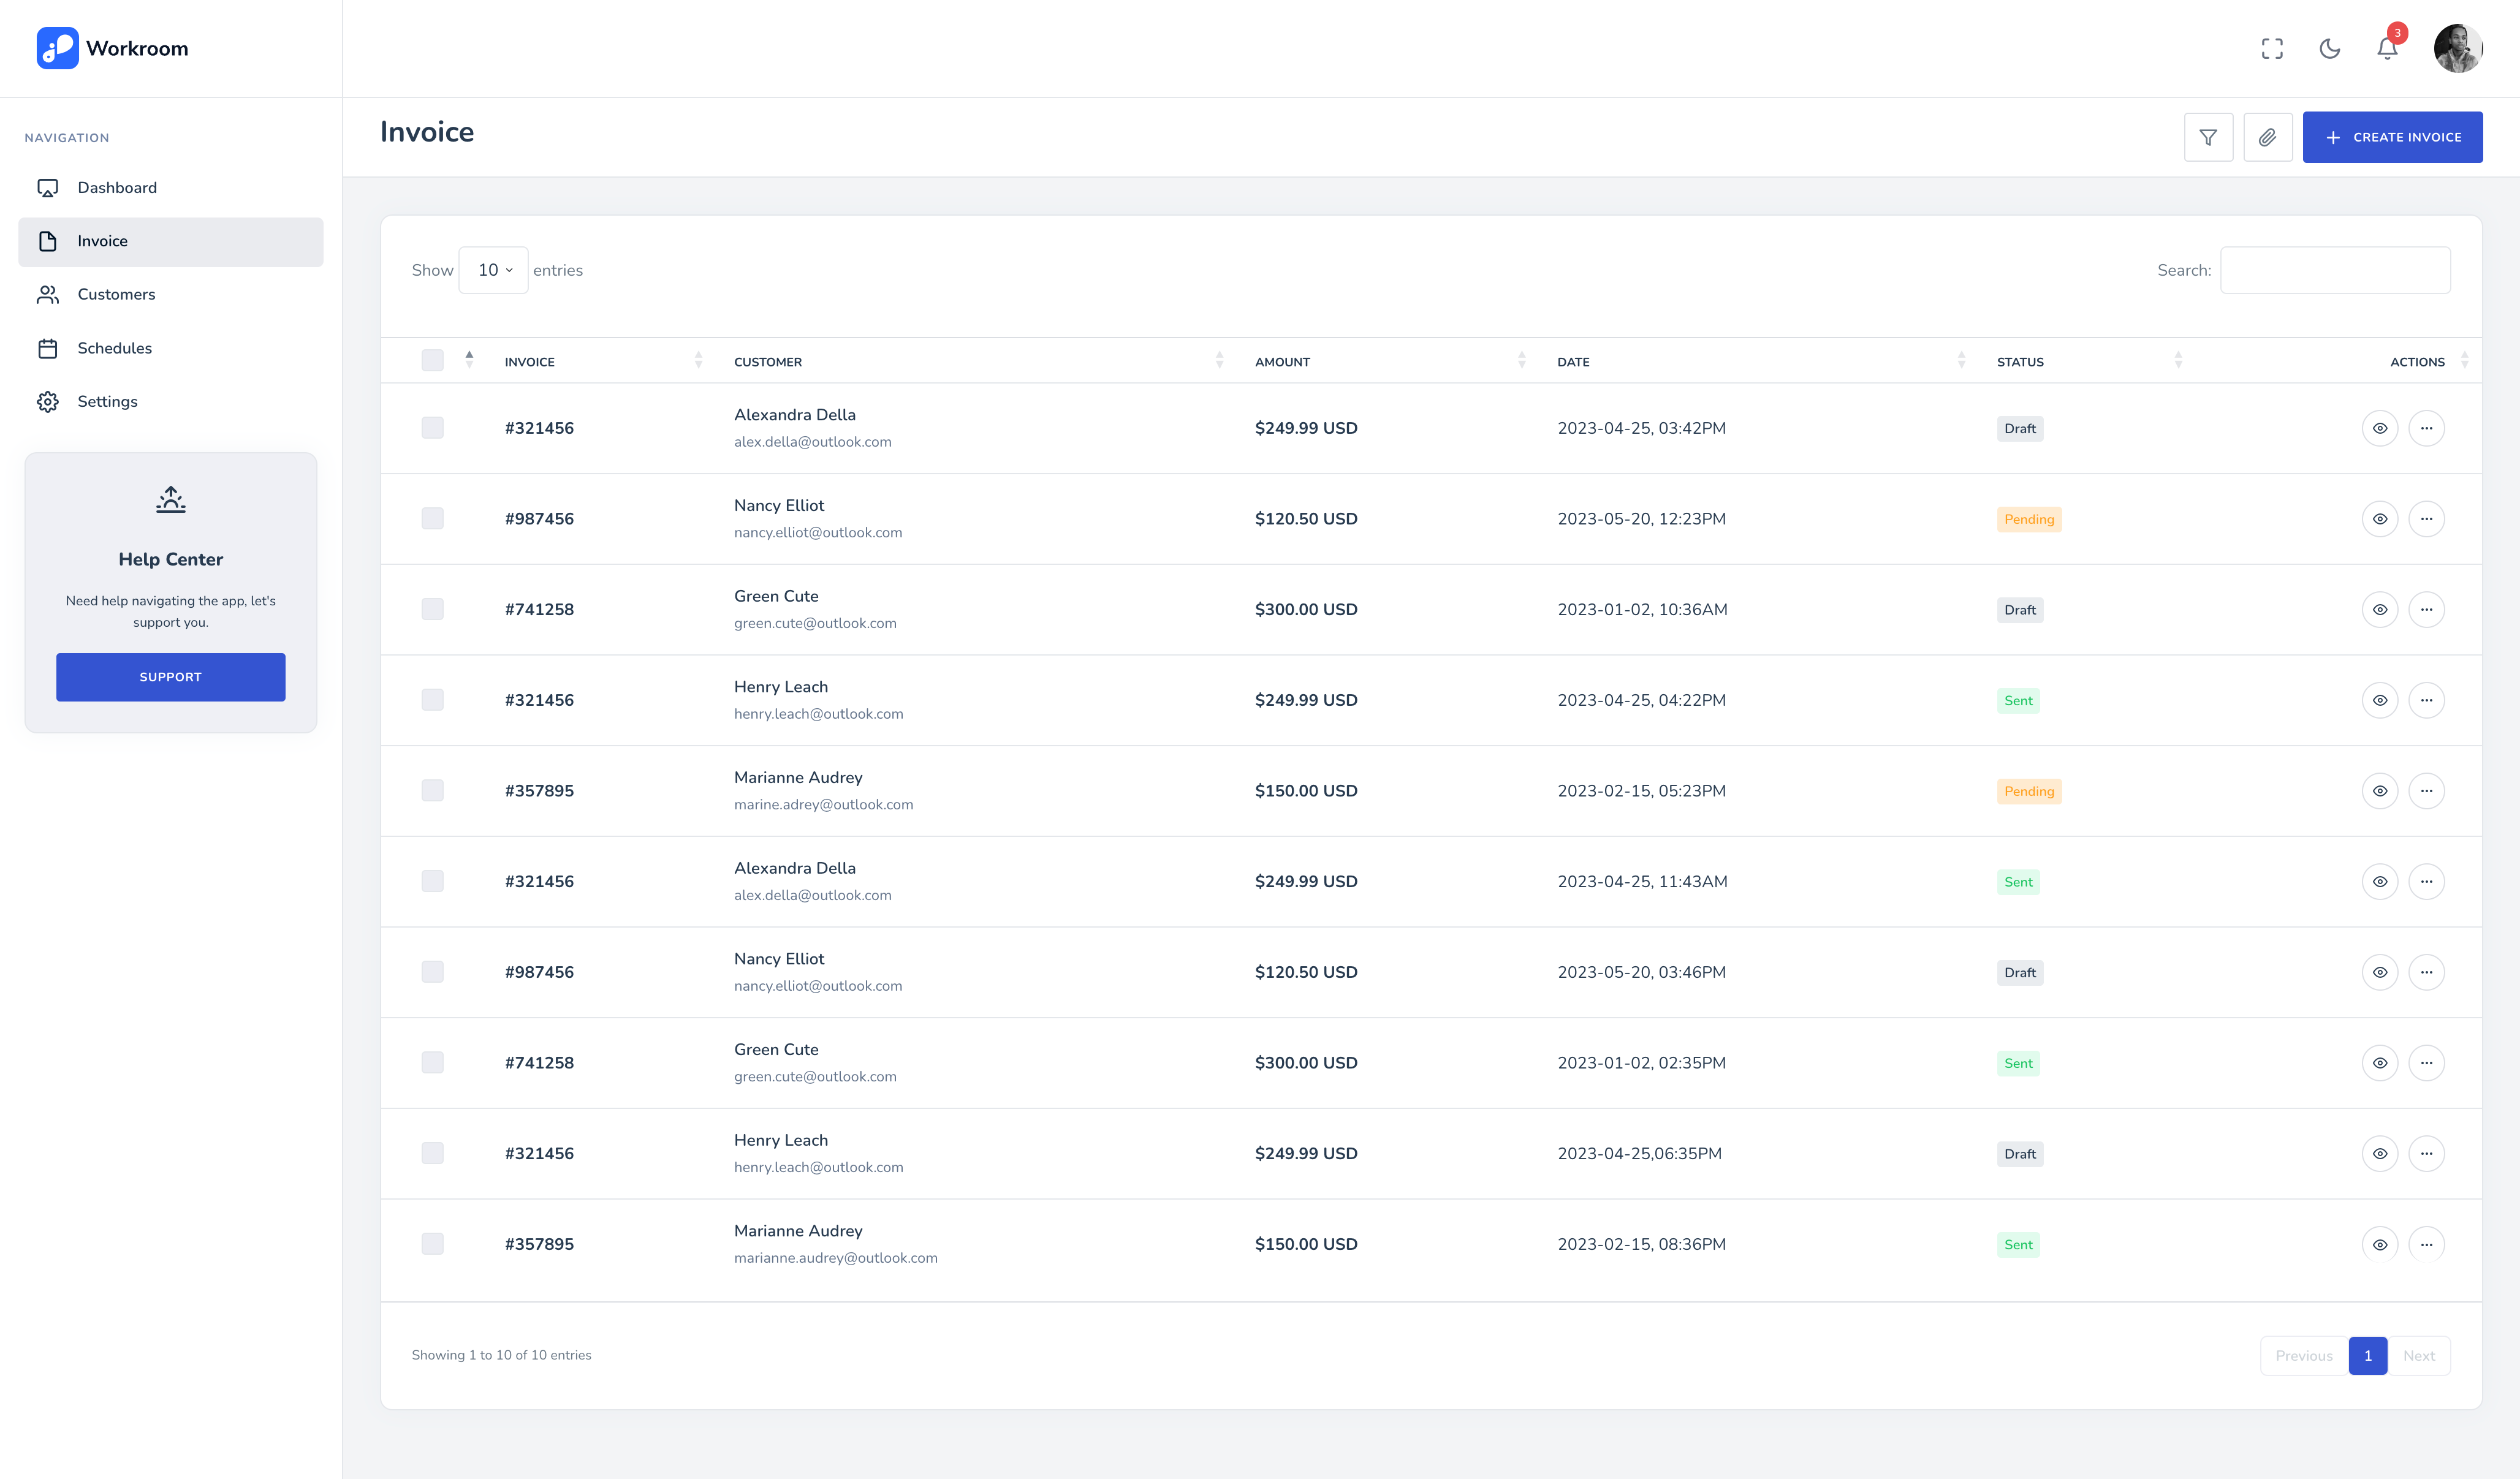 Workroom
3
NAVIGATION
Dashboard
Invoice
Customers
Schedules
Settings
Help Center
Need help navigating the app, let's
support you.
SUPPORT
Invoice
CREATE INVOICE
Show 10 entries
Search:
INVOICE CUSTOMER AMOUNT DATE STATUS ACTIONS
#321456 Alexandra Della $249.99 USD 2023-04-25, 03:42PM Draft
alex.della@outlook.com
#987456 Nancy Elliot $120.50 USD 2023-05-20, 12:23PM Pending
nancy.elliot@outlook.com
#741258 Green Cute $300.00 USD 2023-01-02, 10:36AM Draft
green.cute@outlook.com
#321456 Henry Leach $249.99 USD 2023-04-25, 04:22PM Sent
henry.leach@outlook.com
#357895 Marianne Audrey $150.00 USD 2023-02-15, 05:23PM Pending
marine.adrey@outlook.com
#321456 Alexandra Della $249.99 USD 2023-04-25, 11:43AM Sent
alex.della@outlook.com
#987456 Nancy Elliot $120.50 USD 2023-05-20, 03:46PM Draft
nancy.elliot@outlook.com
#741258 Green Cute $300.00 USD 2023-01-02, 02:35PM Sent
green.cute@outlook.com
#321456 Henry Leach $249.99 USD 2023-04-25,06:35PM Draft
henry.leach@outlook.com
#357895 Marianne Audrey $150.00 USD 2023-02-15, 08:36PM Sent
marianne.audrey@outlook.com
Showing 1 to 10 of 10 entries
Previous 1 Next